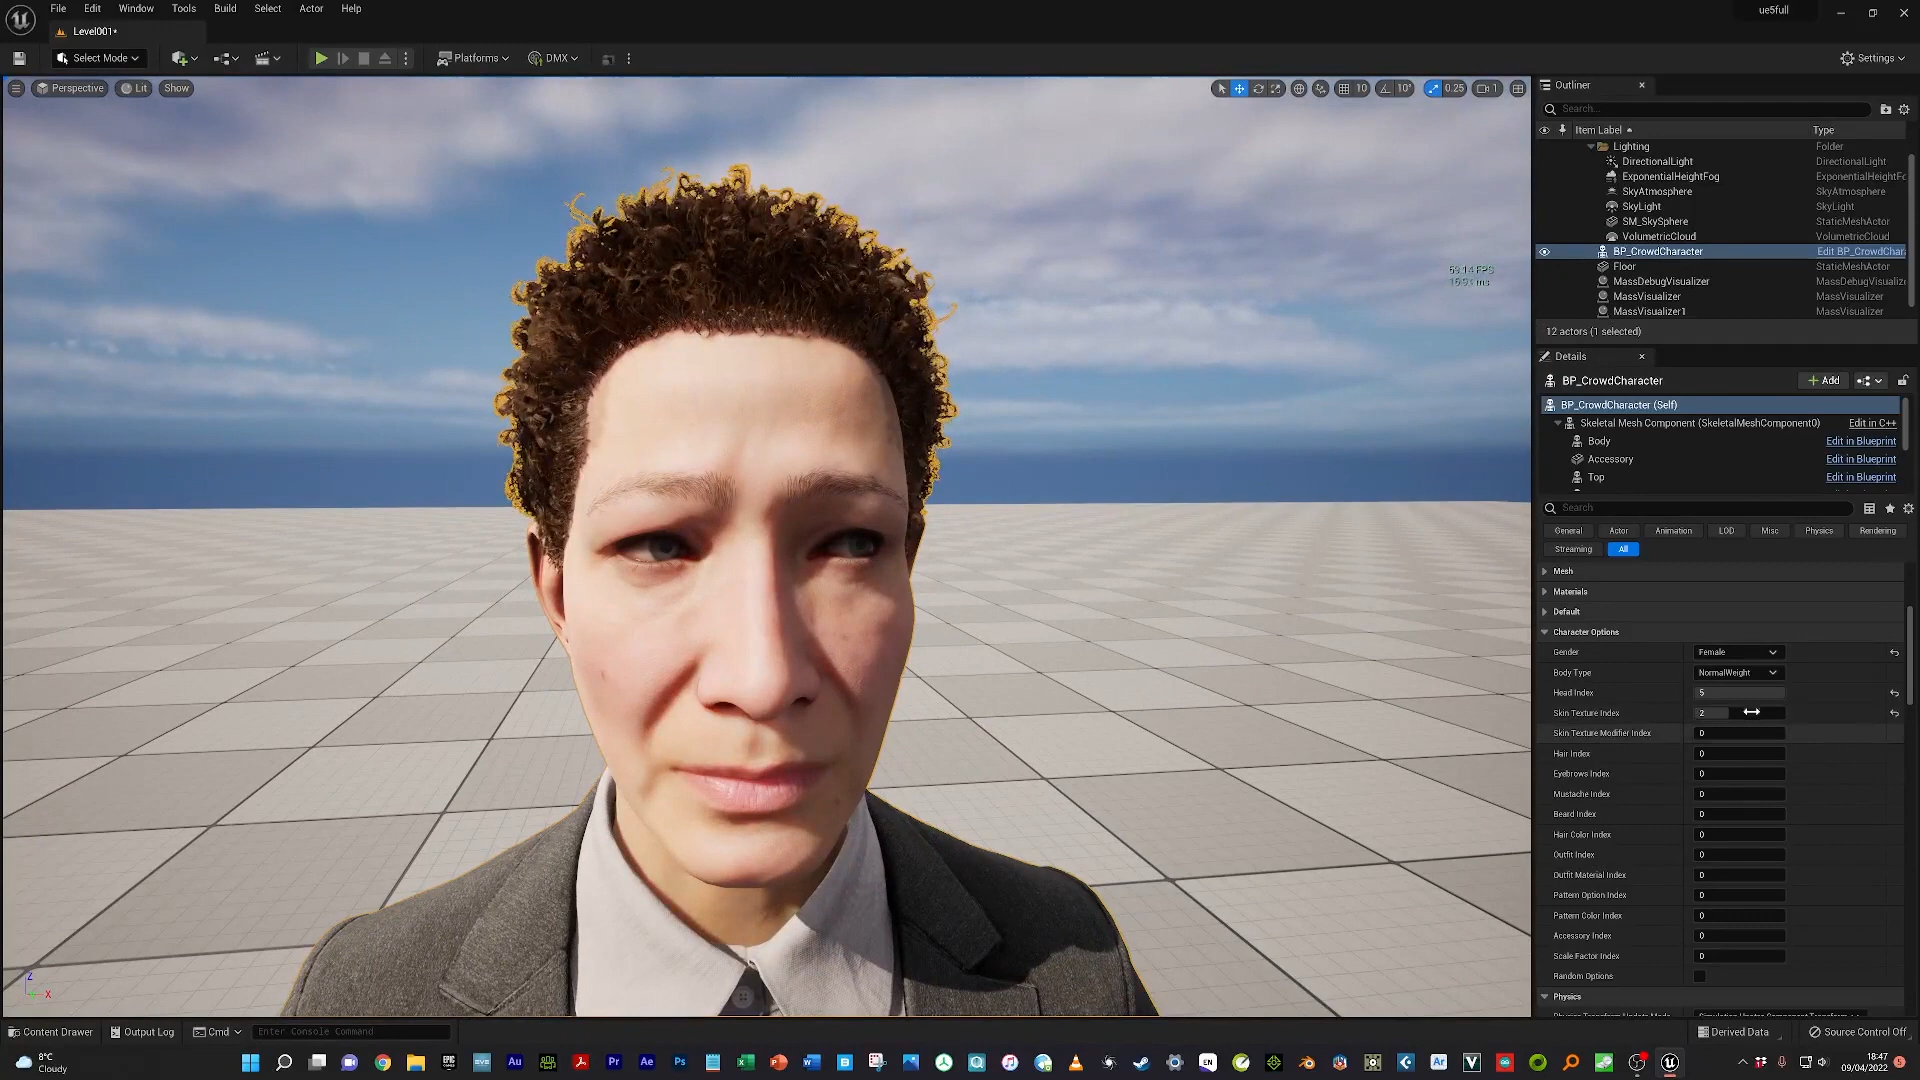 File Edit Window Tools Build Select Actor Help
ue5full
Level001*
Select Mode
Platforms
DMX
Settings
Perspective
Lit
Show
10
10°
0.25
1
Outliner
Search...
Item Label
Type
Lighting
Folder
DirectionalLight
DirectionalLight
ExponentialHeightFog
ExponentialHeightFo
SkyAtmosphere
SkyAtmosphere
SkyLight
SkyLight
SM_SkySphere
StaticMeshActor
VolumetricCloud
VolumetricCloud
BP_CrowdCharacter
Edit BP_CrowdChar
Floor
StaticMeshActor
MassDebugVisualizer
MassDebugVisualiz
MassVisualizer
MassVisualizer
MassVisualizer1
MassVisualizer
12 actors (1 selected)
Details
BP_CrowdCharacter
Add
BP_CrowdCharacter (Self)
Skeletal Mesh Component (SkeletalMeshComponent0)
Edit in C++
Body
Edit in Blueprint
Accessory
Edit in Blueprint
Top
Edit in Blueprint
Search
General Actor Animation LOD Misc Physics Rendering
Streaming All
Mesh
Materials
Default
Character Options
Gender
Female
Body Type
NormalWeight
Head Index
5
Skin Texture Index
2
Skin Texture Modifier Index
0
Hair Index
0
Eyebrows Index
0
Mustache Index
0
Beard Index
0
Hair Color Index
0
Outfit Index
0
Outfit Material Index
0
Pattern Option Index
0
Pattern Color Index
0
Accessory Index
0
Scale Factor Index
0
Random Options
Physics
Z
X
Content Drawer
Output Log
Cmd
Enter Console Command
Derived Data
Source Control Off
8°C
Cloudy
18:47
09/04/2022